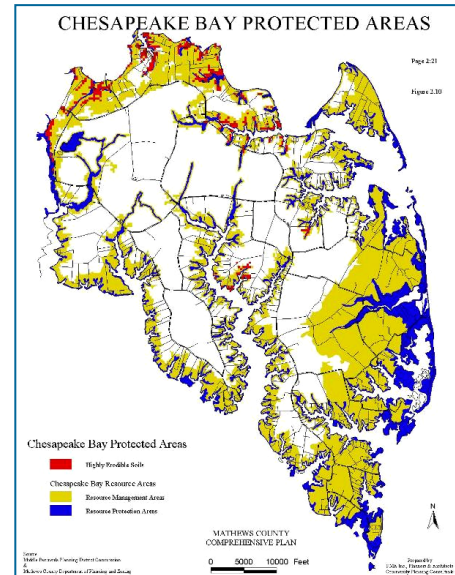 CHESAPEAKE BAY PROTECTED AREAS
Page 2:21
Figure 2.10
Chesapeake Bay Protected Areas
Highly Erodible Soils
Chesapeake Bay Resource Areas
Resource Management Areas
Resource Protection Areas
N
MATHEWS COUNTY
COMPREHENSIVE PLAN
0 5000 10000 Feet
Source
Middle Peninsula Planning District Commission
&
Mathews County Department of Planning and Zoning
Prepared by